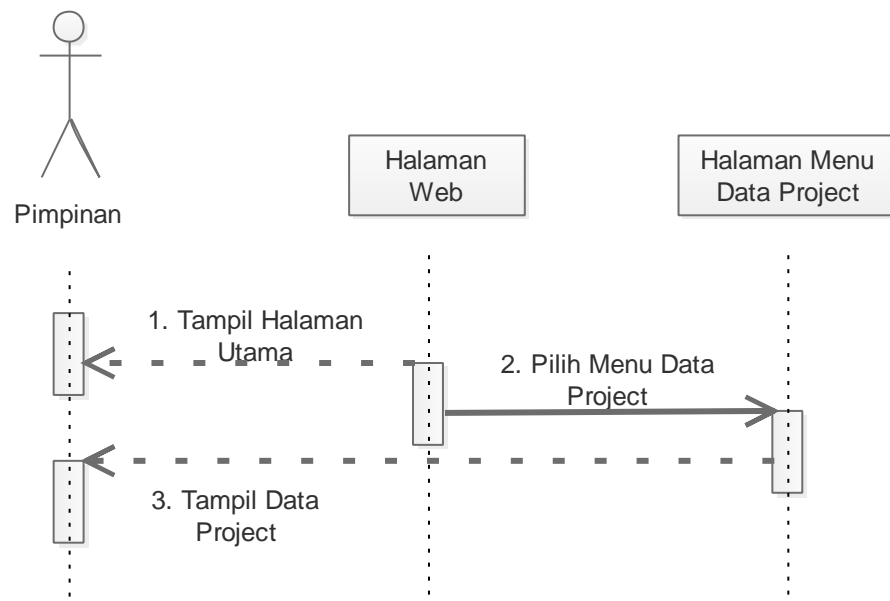 Pimpinan
Halaman
Web
Halaman Menu
Data Project
1. Tampil Halaman
Utama
2. Pilih Menu Data
Project
3. Tampil Data
Project